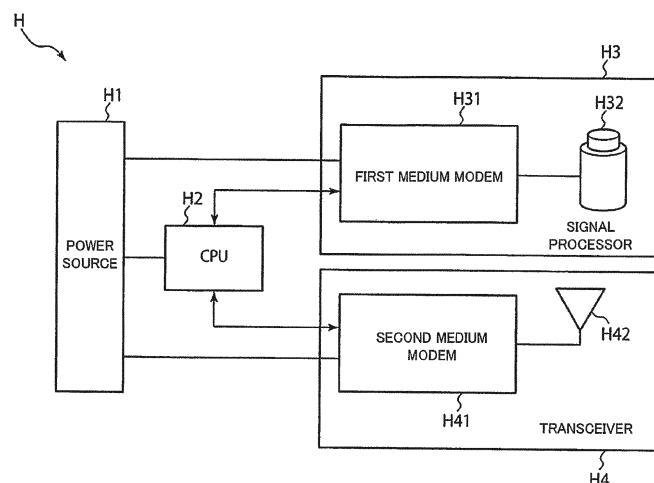 H
H1
H3
H31
H32
FIRST MEDIUM MODEM
H2
CPU
SIGNAL
PROCESSOR
POWER
SOURCE
SECOND MEDIUM
MODEM
H42
H41
TRANSCEIVER
H4